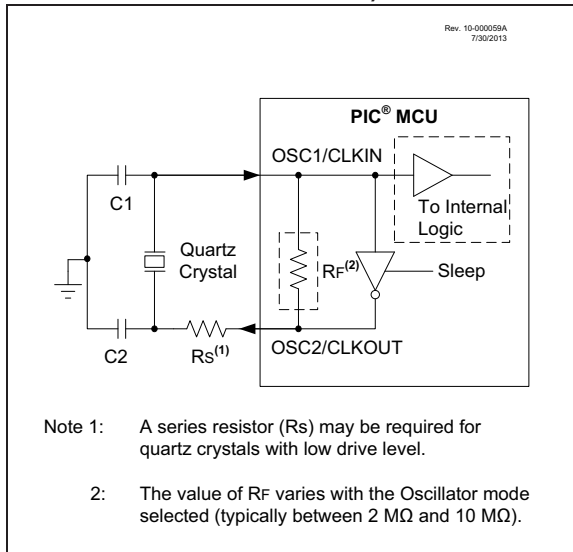 Rev. 10-000059A
7/30/2013
PIC® MCU
OSC1/CLKIN
C1
To Internal
Logic
Quartz
Crystal
RF(2)
Sleep
C2
RS(1)
OSC2/CLKOUT
Note 1: A series resistor (Rs) may be required for
quartz crystals with low drive level.
2: The value of RF varies with the Oscillator mode
selected (typically between 2 MΩ and 10 MΩ).